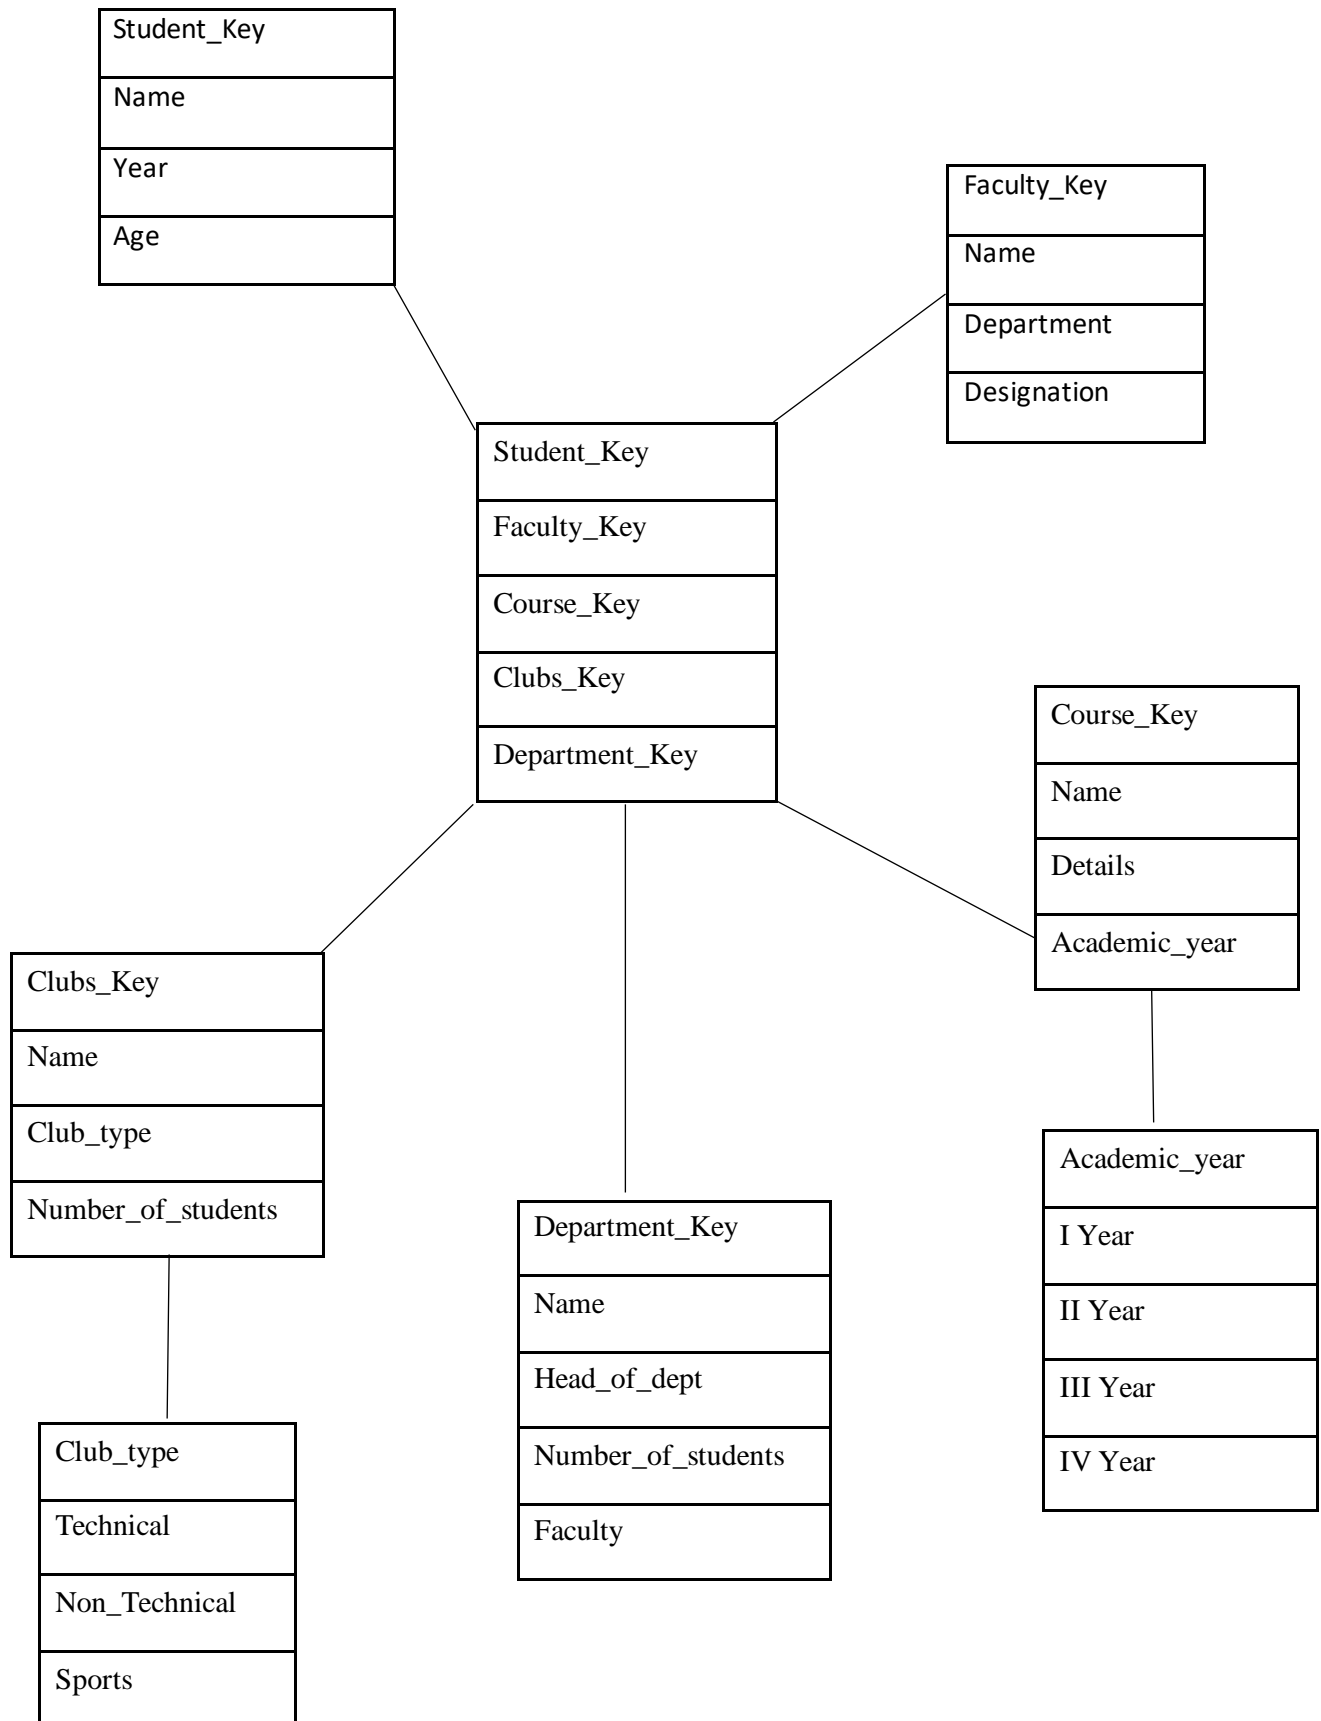 Student_Key
Name
Year
Age
Faculty_Key
Name
Department
Designation
Student_Key
Faculty_Key
Course_Key
Clubs_Key
Department_Key
Course_Key
Name
Details
Academic_year
Clubs_Key
Name
Club_type
Number_of_students
Department_Key
Name
Head_of_dept
Number_of_students
Faculty
Academic_year
I Year
II Year
III Year
IV Year
Club_type
Technical
Non_Technical
Sports